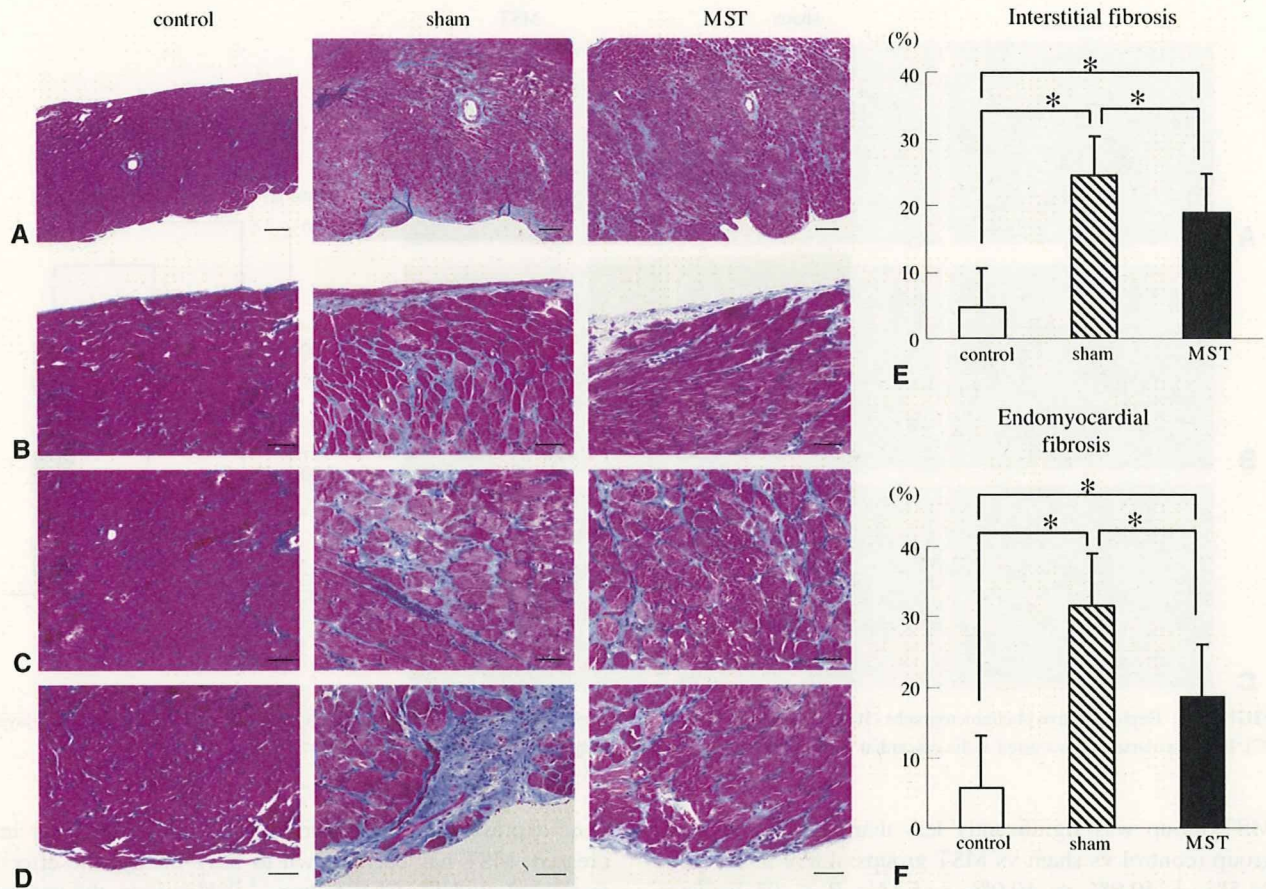 control sham MST
A
B
C
D
Interstitial fibrosis
(%)
40
30
20
10
0
* * *
control sham MST
E
Endomyocardial
fibrosis
(%)
40
30
20
10
0
* * *
control sham MST
F